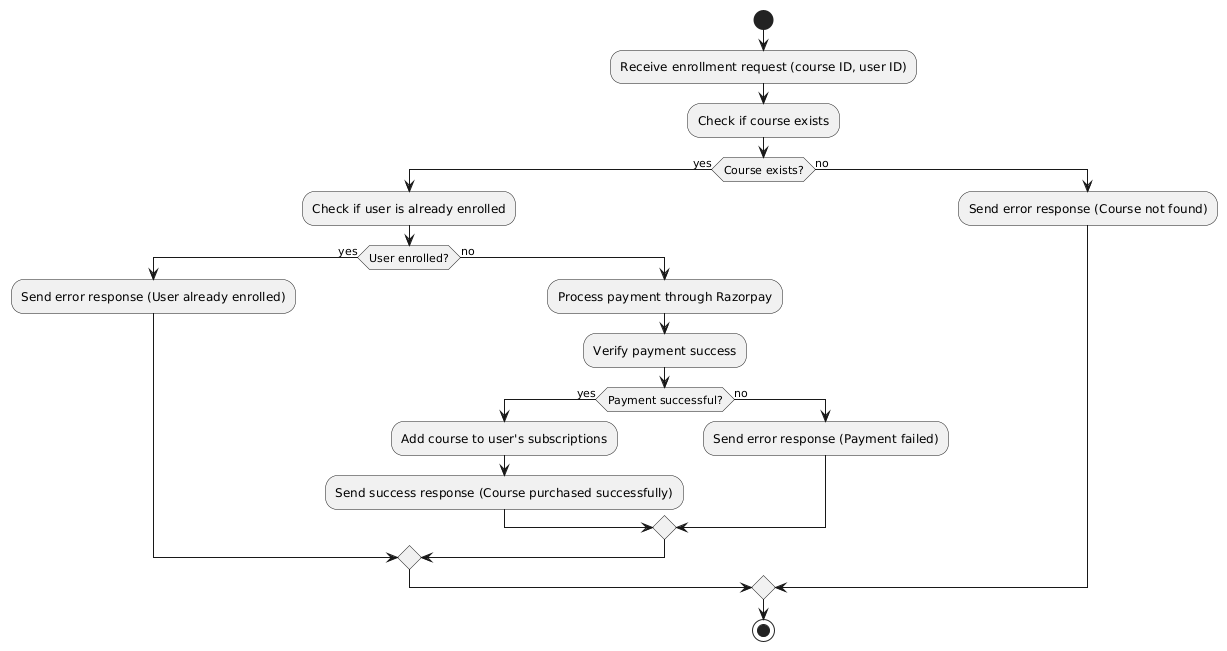 Receive enrollment request (course ID, user ID)
Check if course exists
yes
Course exists?
no
Check if user is already enrolled
Send error response (Course not found)
yes
User enrolled?
no
Send error response (User already enrolled)
Process payment through Razorpay
Verify payment success
yes
Payment successful?
no
Add course to user's subscriptions
Send error response (Payment failed)
Send success response (Course purchased successfully)